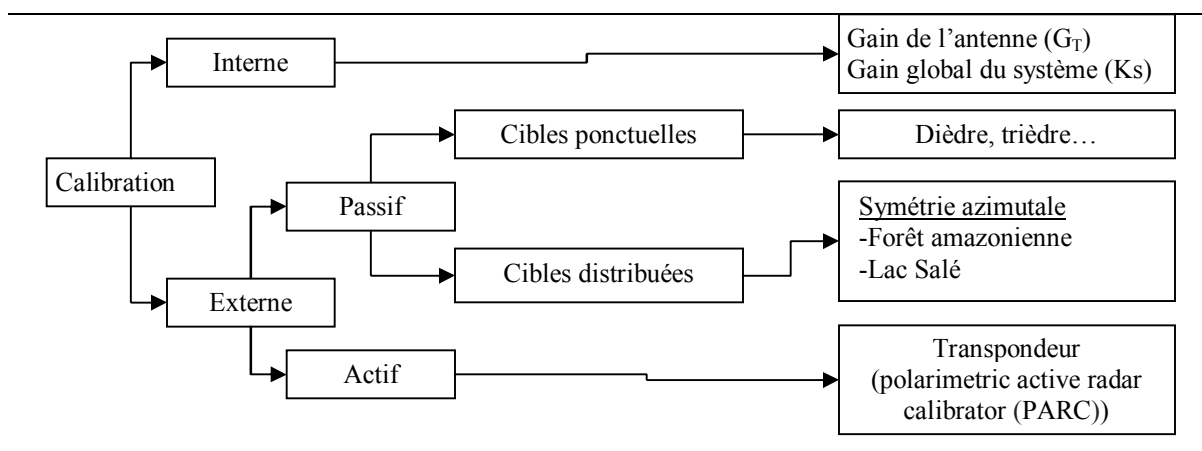 Interne
Gain de l’antenne (GT)
Gain global du système (Ks)
Cibles ponctuelles
Dièdre, trièdre…
Calibration
Passif
Symétrie azimutale
-Forêt amazonienne
-Lac Salé
Cibles distribuées
Externe
Actif
Transpondeur
(polarimetric active radar
calibrator (PARC))